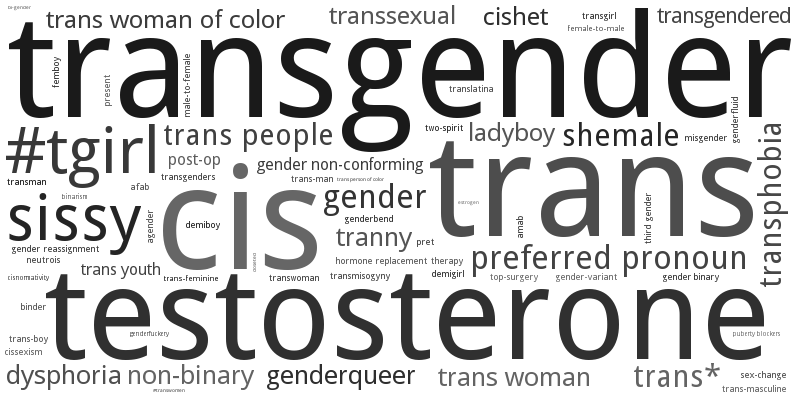 trans woman of color
transsexual
cishet
transgirl
transgendered
female-to-male
transgender
femboy
present
male-to-female
translatina
genderfluid
#tgirl
trans people
two-spirit
ladyboy
shemale
misgender
transphobia
post-op
gender non-conforming
trans
transman
transgenders
afab
trans-man
trans person of color
cis
gender
binarism
sissy
agender
demiboy
genderbend
estrogen
amab
third gender
tranny
pret
gender reassignment
neutrois
trans youth
hormone replacement therapy
preferred pronoun
cisnormativity
trans-feminine
transwoman
transmisogyny
demigirl
top-surgery
gender-variant
gender binary
testosterone
binder
trans-boy
genderfuckery
puberty blockers
cissexism
dysphoria
non-binary
genderqueer
trans woman
trans*
sex-change
trans-masculine
#transwomen